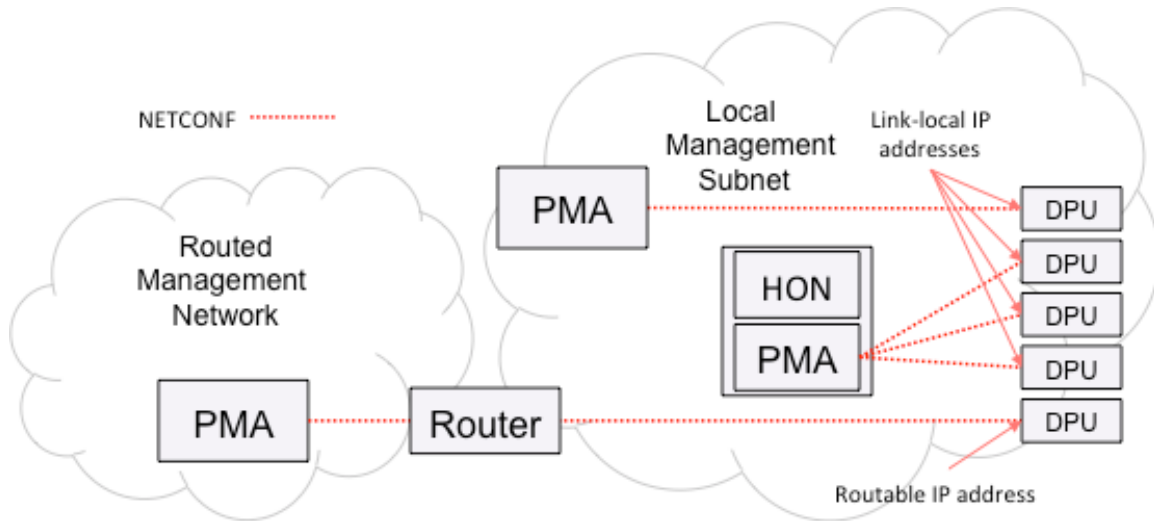 NETCONF
Local
Management
Subnet
Link-local IP
addresses
PMA
DPU
Routed
Management
Network
DPU
HON
DPU
PMA
DPU
PMA
Router
DPU
Routable IP address